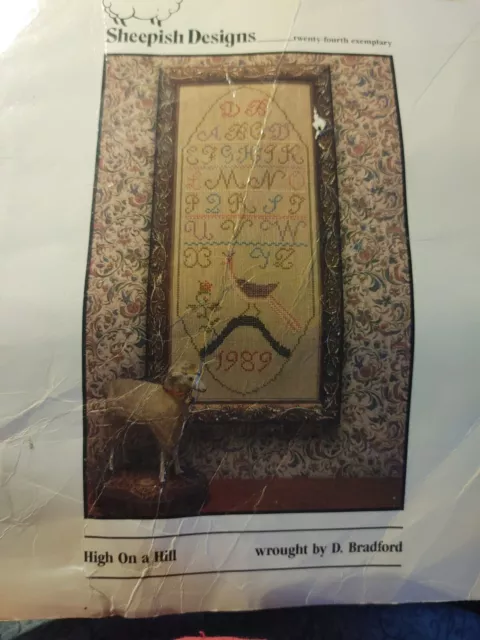 Sheepish Designs
twenty-fourth exemplary
D B
A B C D
E F G H I K
L M N O
P Q R S T
U V W
X Y Z
1989
High On a Hill
wrought by D. Bradford